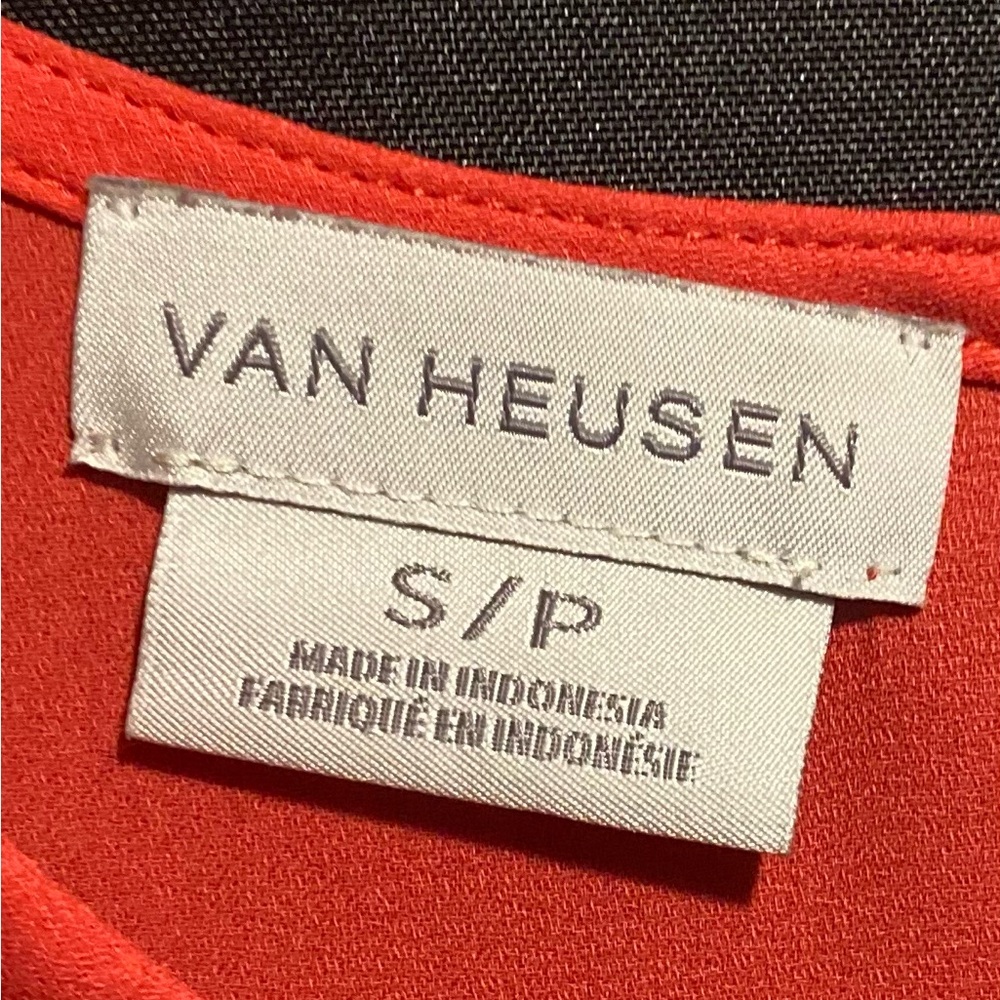 VAN HEUSEN
S/P
MADE IN INDONESIA
FABRIQUÉ EN INDONÉSIE